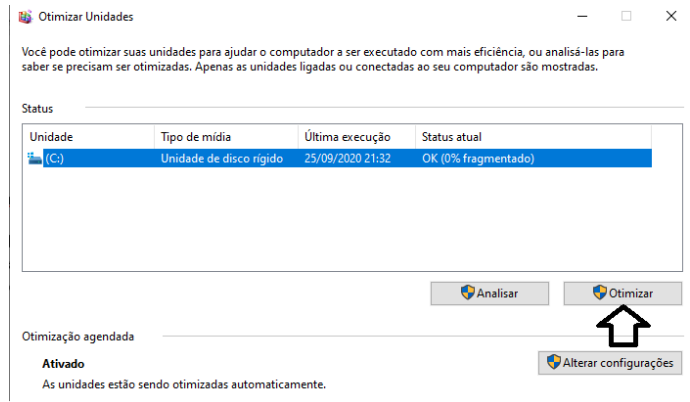 Otimizar Unidades
Você pode otimizar suas unidades para ajudar o computador a ser executado com mais eficiência, ou analisá-las para
saber se precisam ser otimizadas. Apenas as unidades ligadas ou conectadas ao seu computador são mostradas.
Status
Unidade Tipo de mídia Última execução Status atual
(C:) Unidade de disco rígido 25/09/2020 21:32 OK (0% fragmentado)
Analisar Otimizar
Otimização agendada
Ativado Alterar configurações
As unidades estão sendo otimizadas automaticamente.